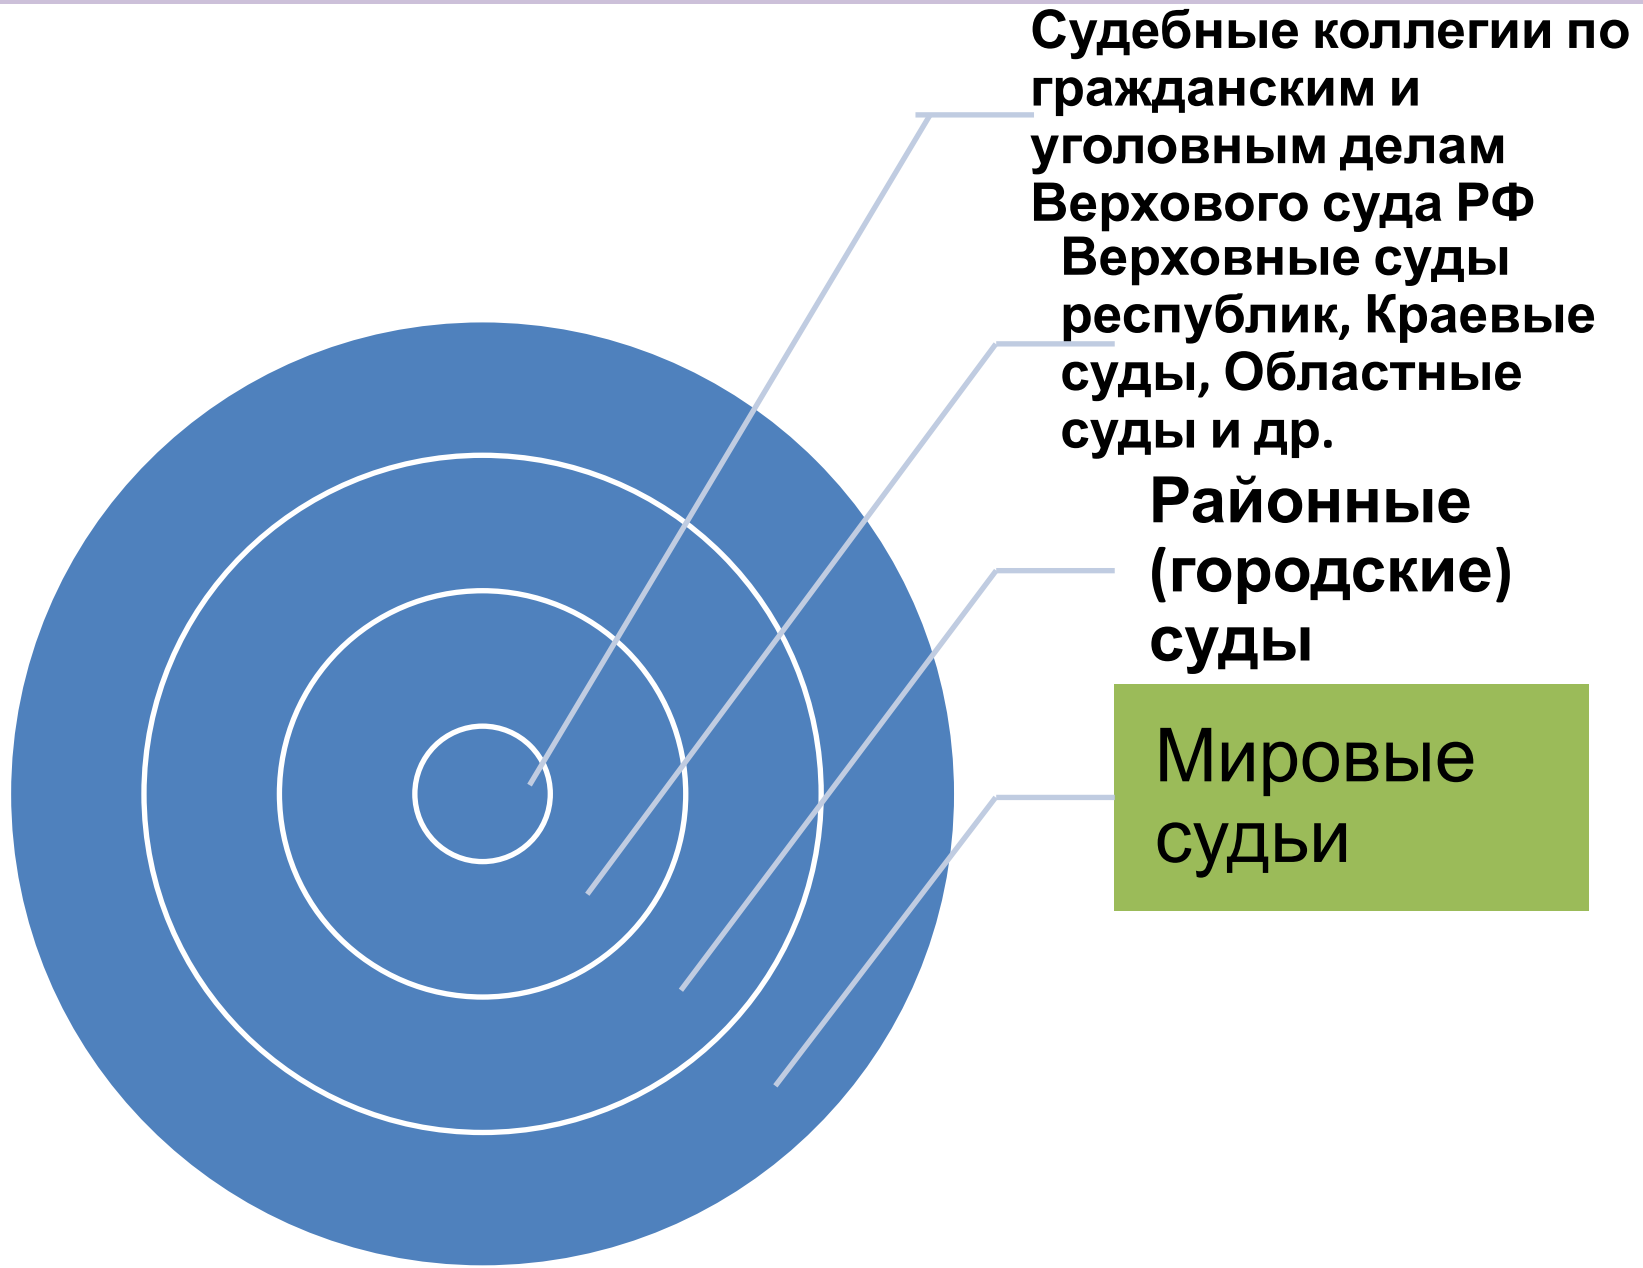 Судебные коллегии по
гражданским и
уголовным делам
Верхового суда РФ
Верховные суды
республик, Краевые
суды, Областные
суды и др.
Районные
(городские)
суды
Мировые
судьи